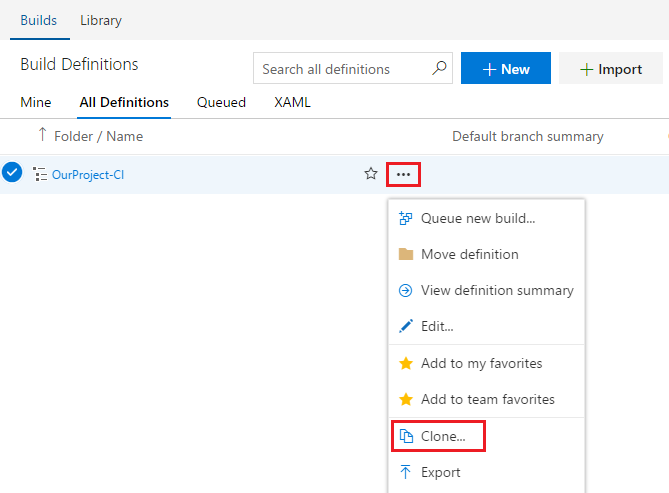 Builds Library
Build Definitions
Search all definitions
+ New
+ Import
Mine All Definitions Queued XAML
↑ Folder / Name Default branch summary
OurProject-CI ...
Queue new build...
Move definition
View definition summary
Edit...
Add to my favorites
Add to team favorites
Clone...
Export